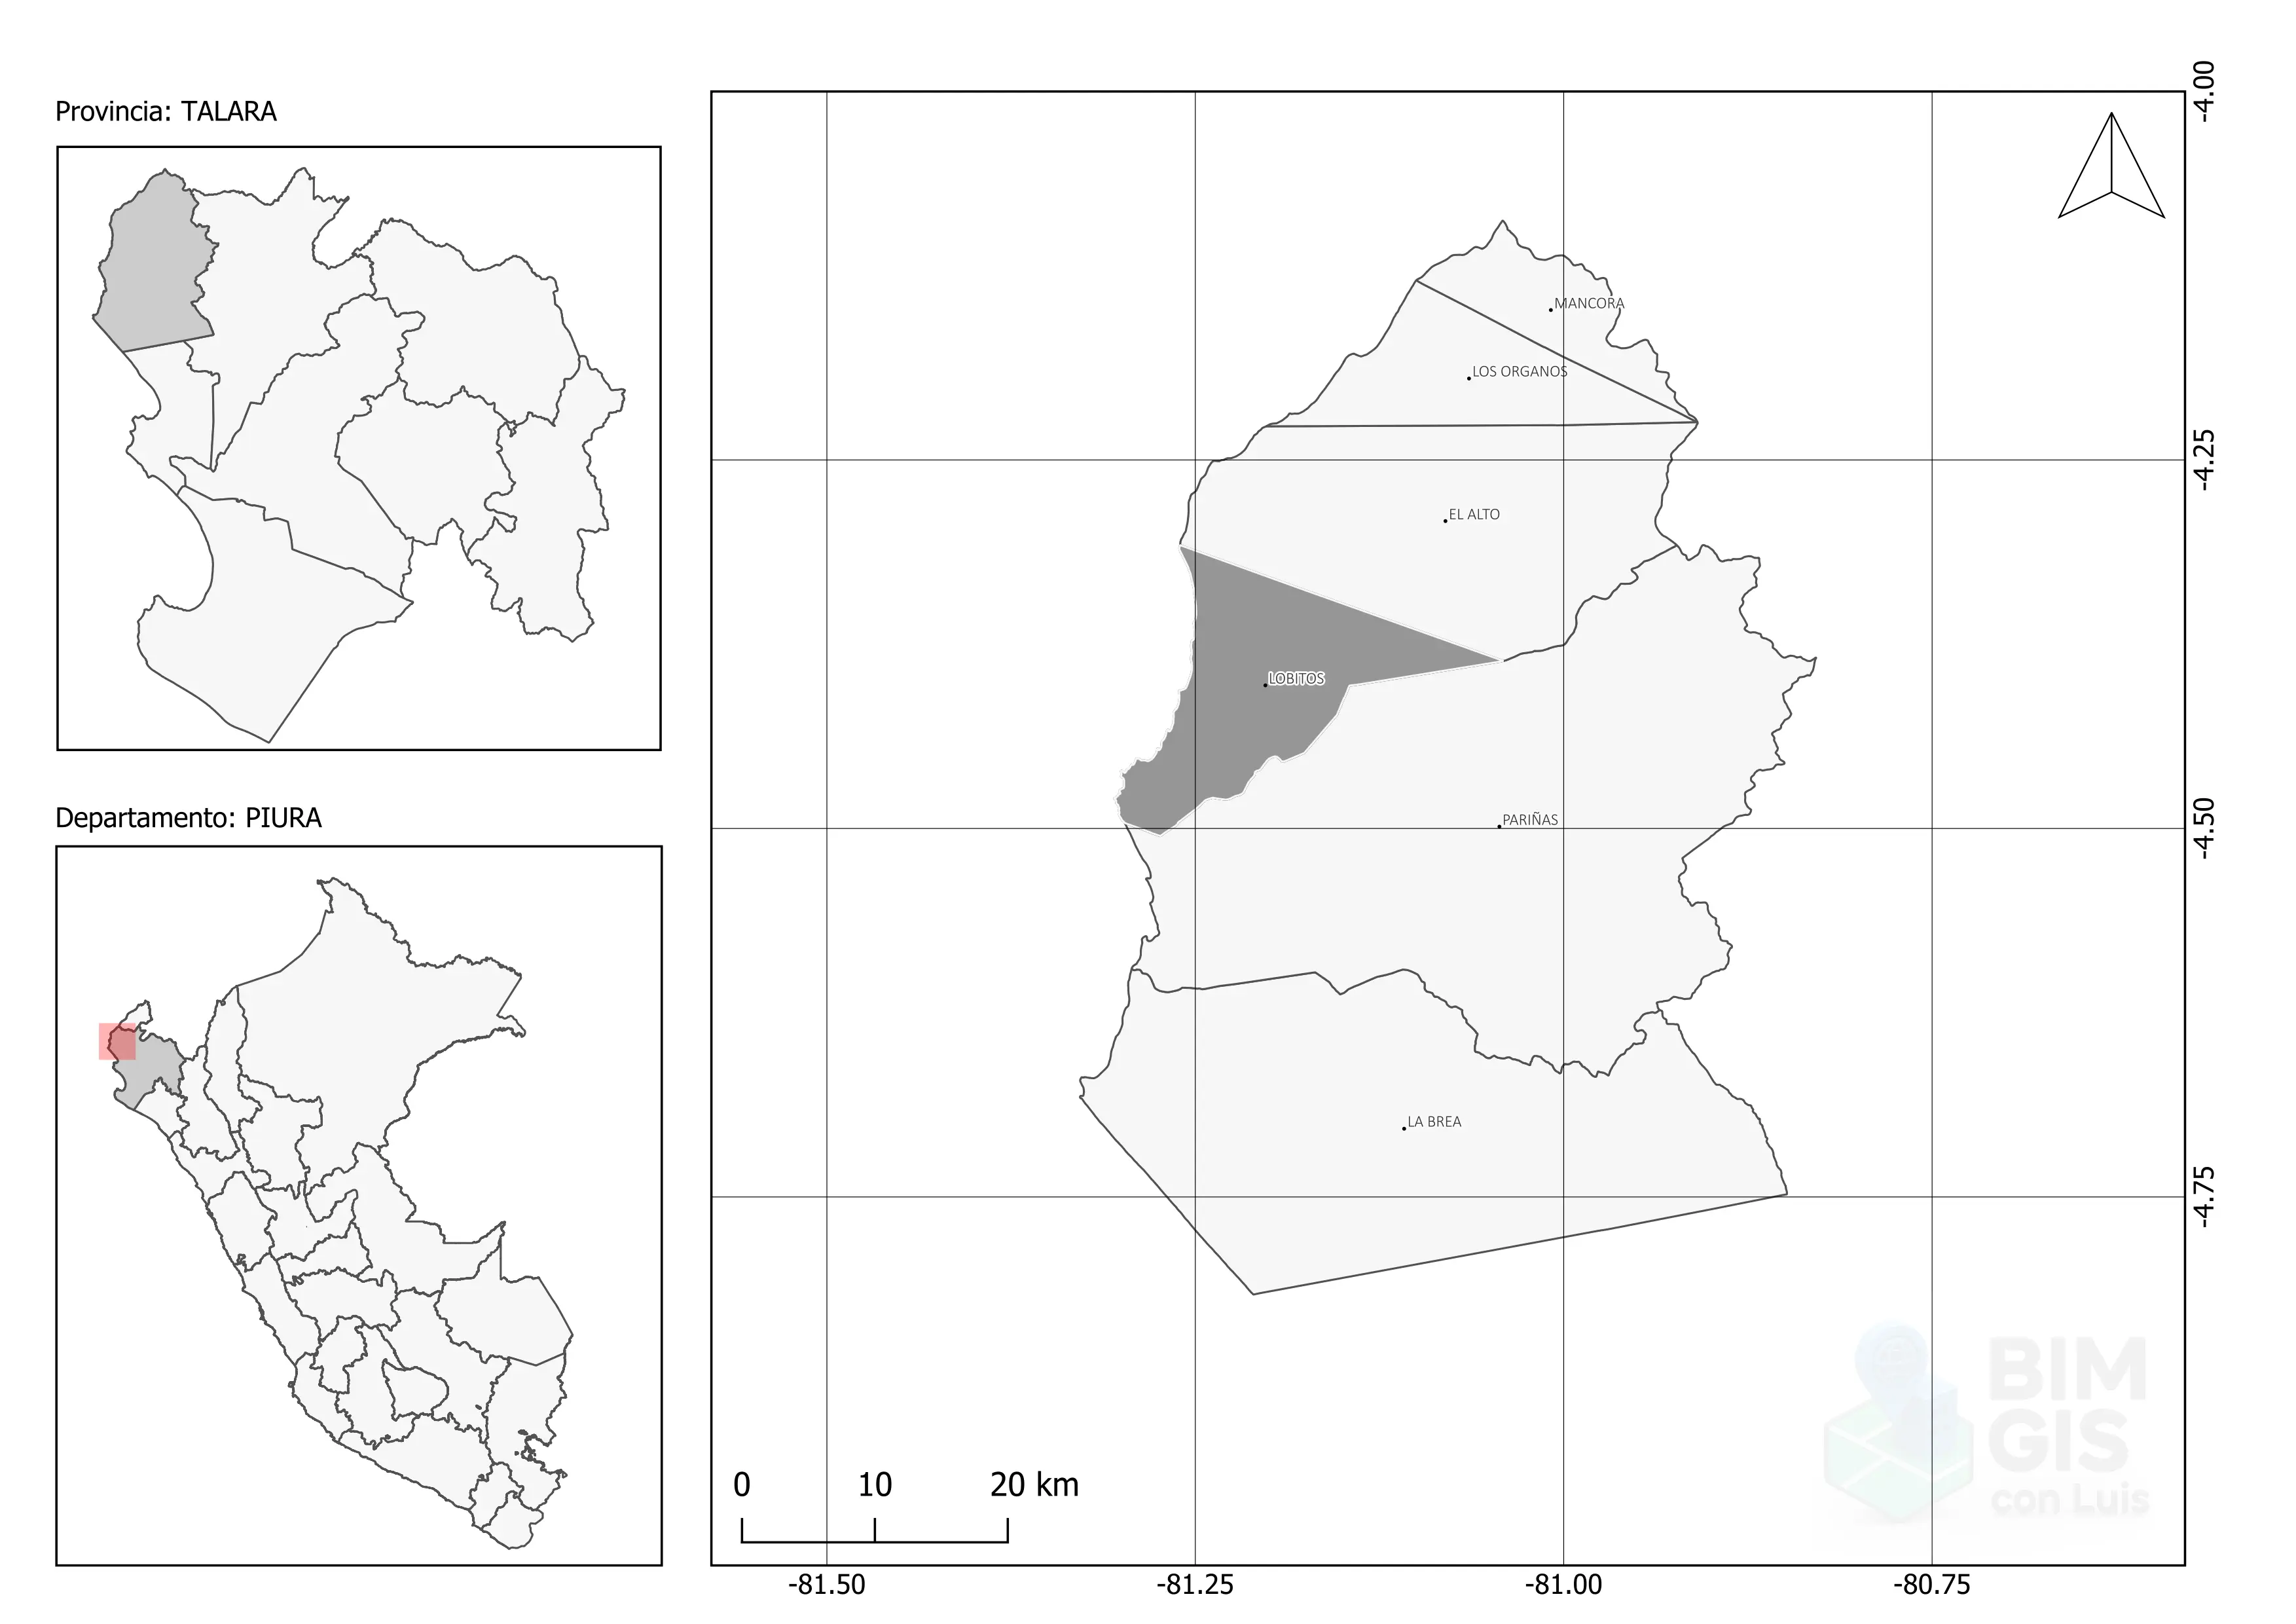 Provincia: TALARA
Departamento: PIURA
MANCORA
LOS ORGANOS
EL ALTO
LOBITOS
PARIÑAS
LA BREA
-4.00
-4.25
-4.50
-4.75
0 10 20 km
BIM
GIS
con Luis
-81.50 -81.25 -81.00 -80.75